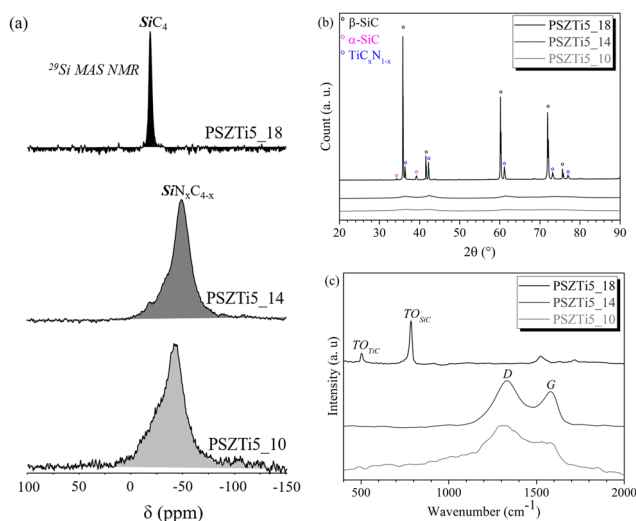 (a)
SiC4
29Si MAS NMR
PSZTi5_18
SiNxC4-x
PSZTi5_14
PSZTi5_10
100 50 0 -50 -100 -150
δ (ppm)
(b)
β-SiC
α-SiC
TiCxN1-x
PSZTi5_18
PSZTi5_14
PSZTi5_10
Count (a. u.)
20 30 40 50 60 70 80 90
2θ (°)
(c)
PSZTi5_18
PSZTi5_14
PSZTi5_10
TOTiC
TOSiC
D
G
Intensity (a. u)
500 1000 1500 2000
Wavenumber (cm-1)